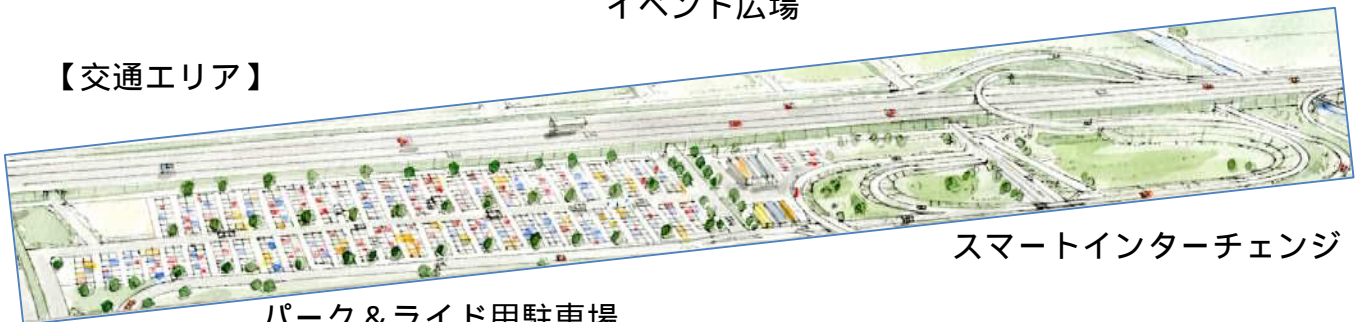 イベント広場
【交通エリア】
スマートインターチェンジ
パーク＆ライド用駐車場